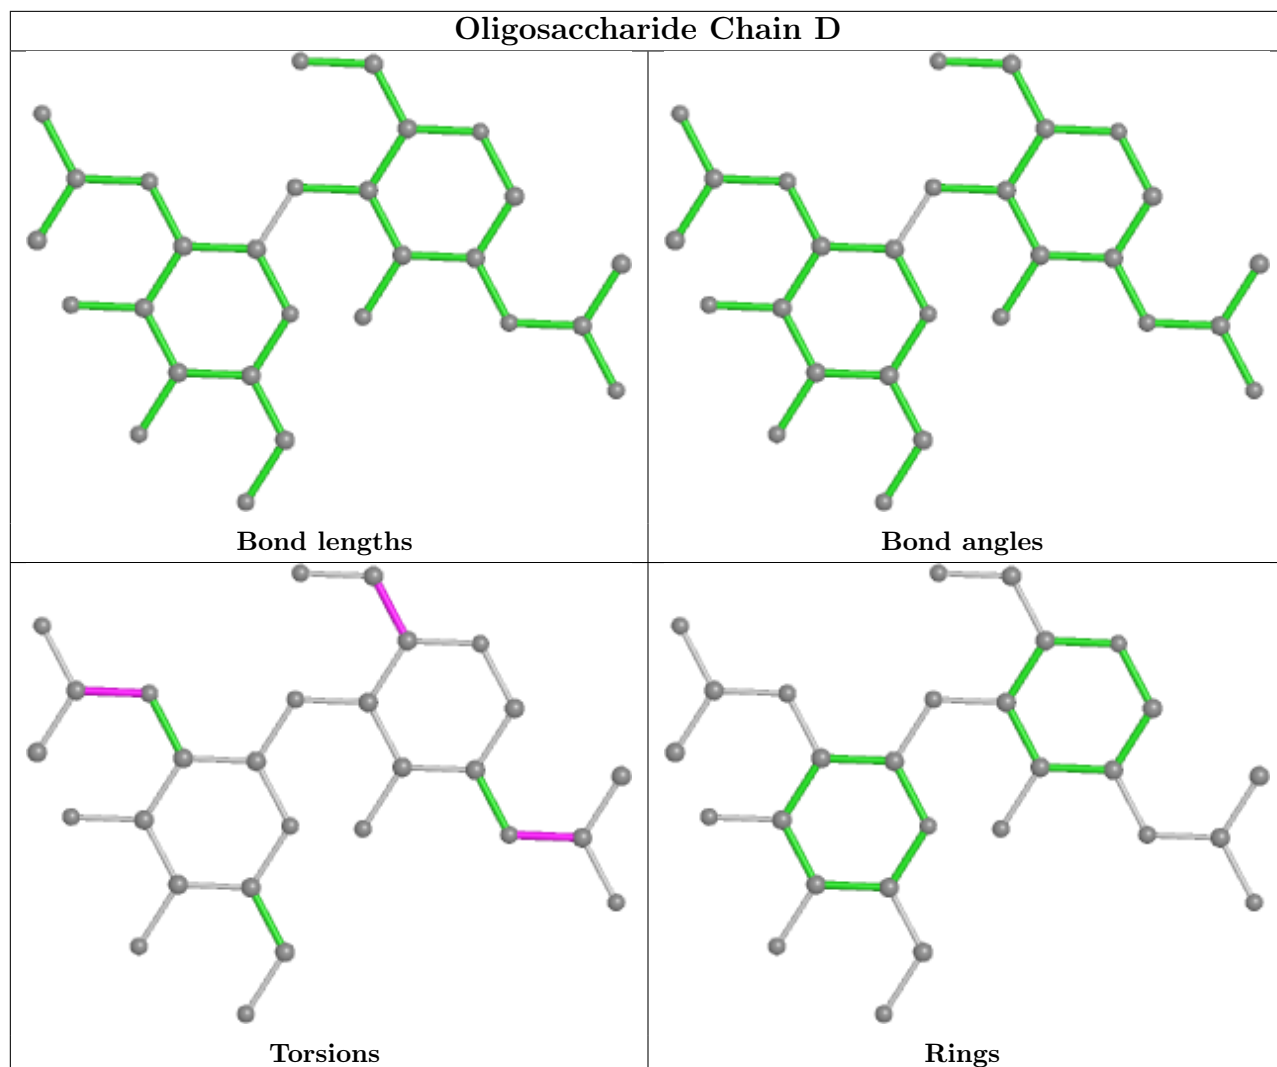 Oligosaccharide Chain D
Bond lengths
Bond angles
Torsions
Rings